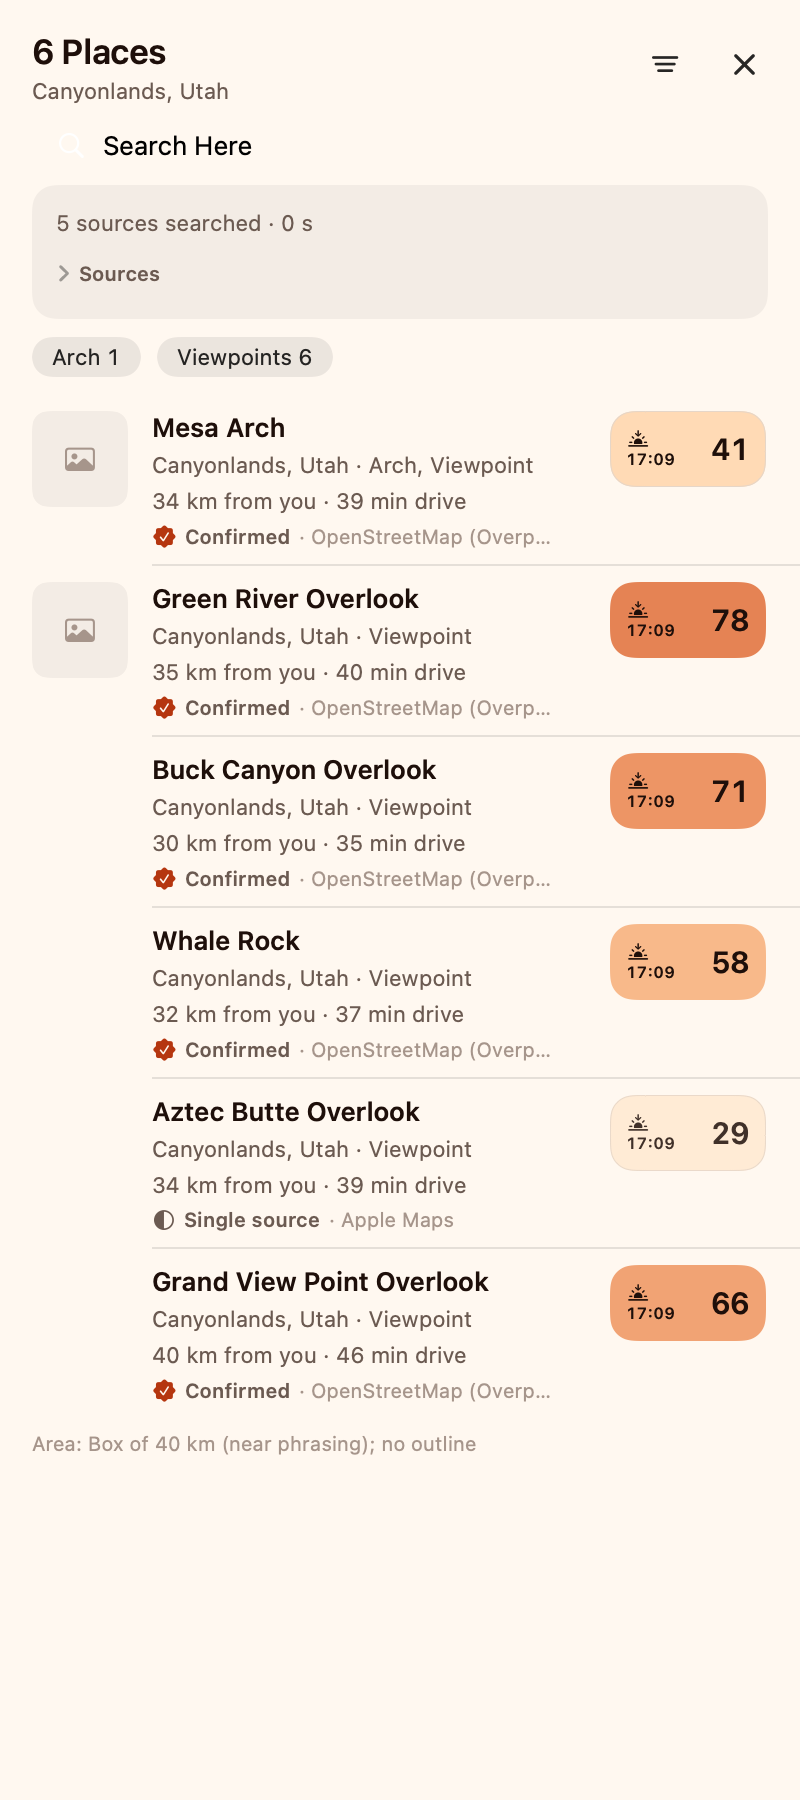 6 Places
Canyonlands, Utah
Search Here
5 sources searched · 0 s
Sources
Arch 1
Viewpoints 6
Mesa Arch
Canyonlands, Utah · Arch, Viewpoint
34 km from you · 39 min drive
Confirmed · OpenStreetMap (Overp...
17:09
41
Green River Overlook
Canyonlands, Utah · Viewpoint
35 km from you · 40 min drive
Confirmed · OpenStreetMap (Overp...
17:09
78
Buck Canyon Overlook
Canyonlands, Utah · Viewpoint
30 km from you · 35 min drive
Confirmed · OpenStreetMap (Overp...
17:09
71
Whale Rock
Canyonlands, Utah · Viewpoint
32 km from you · 37 min drive
Confirmed · OpenStreetMap (Overp...
17:09
58
Aztec Butte Overlook
Canyonlands, Utah · Viewpoint
34 km from you · 39 min drive
Single source · Apple Maps
17:09
29
Grand View Point Overlook
Canyonlands, Utah · Viewpoint
40 km from you · 46 min drive
Confirmed · OpenStreetMap (Overp...
17:09
66
Area: Box of 40 km (near phrasing); no outline